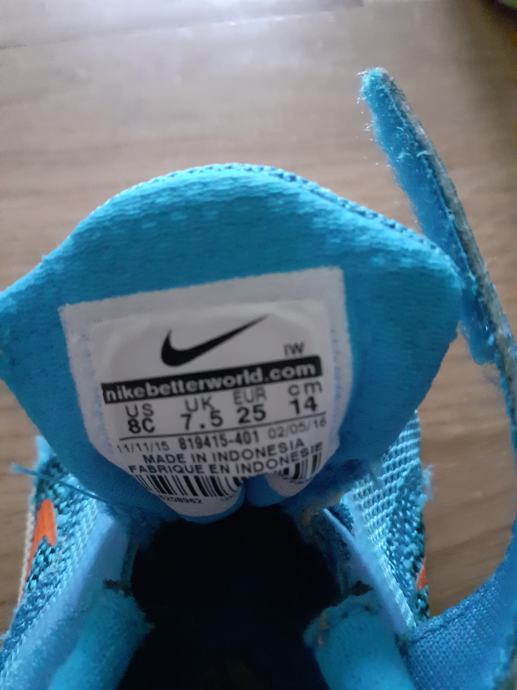 IW
nikebetterworld.com
US UK EUR cm
8C 7.5 25 14
11/11/15 819415-401 02/05/16
MADE IN INDONESIA
FABRIQUE EN INDONESIE